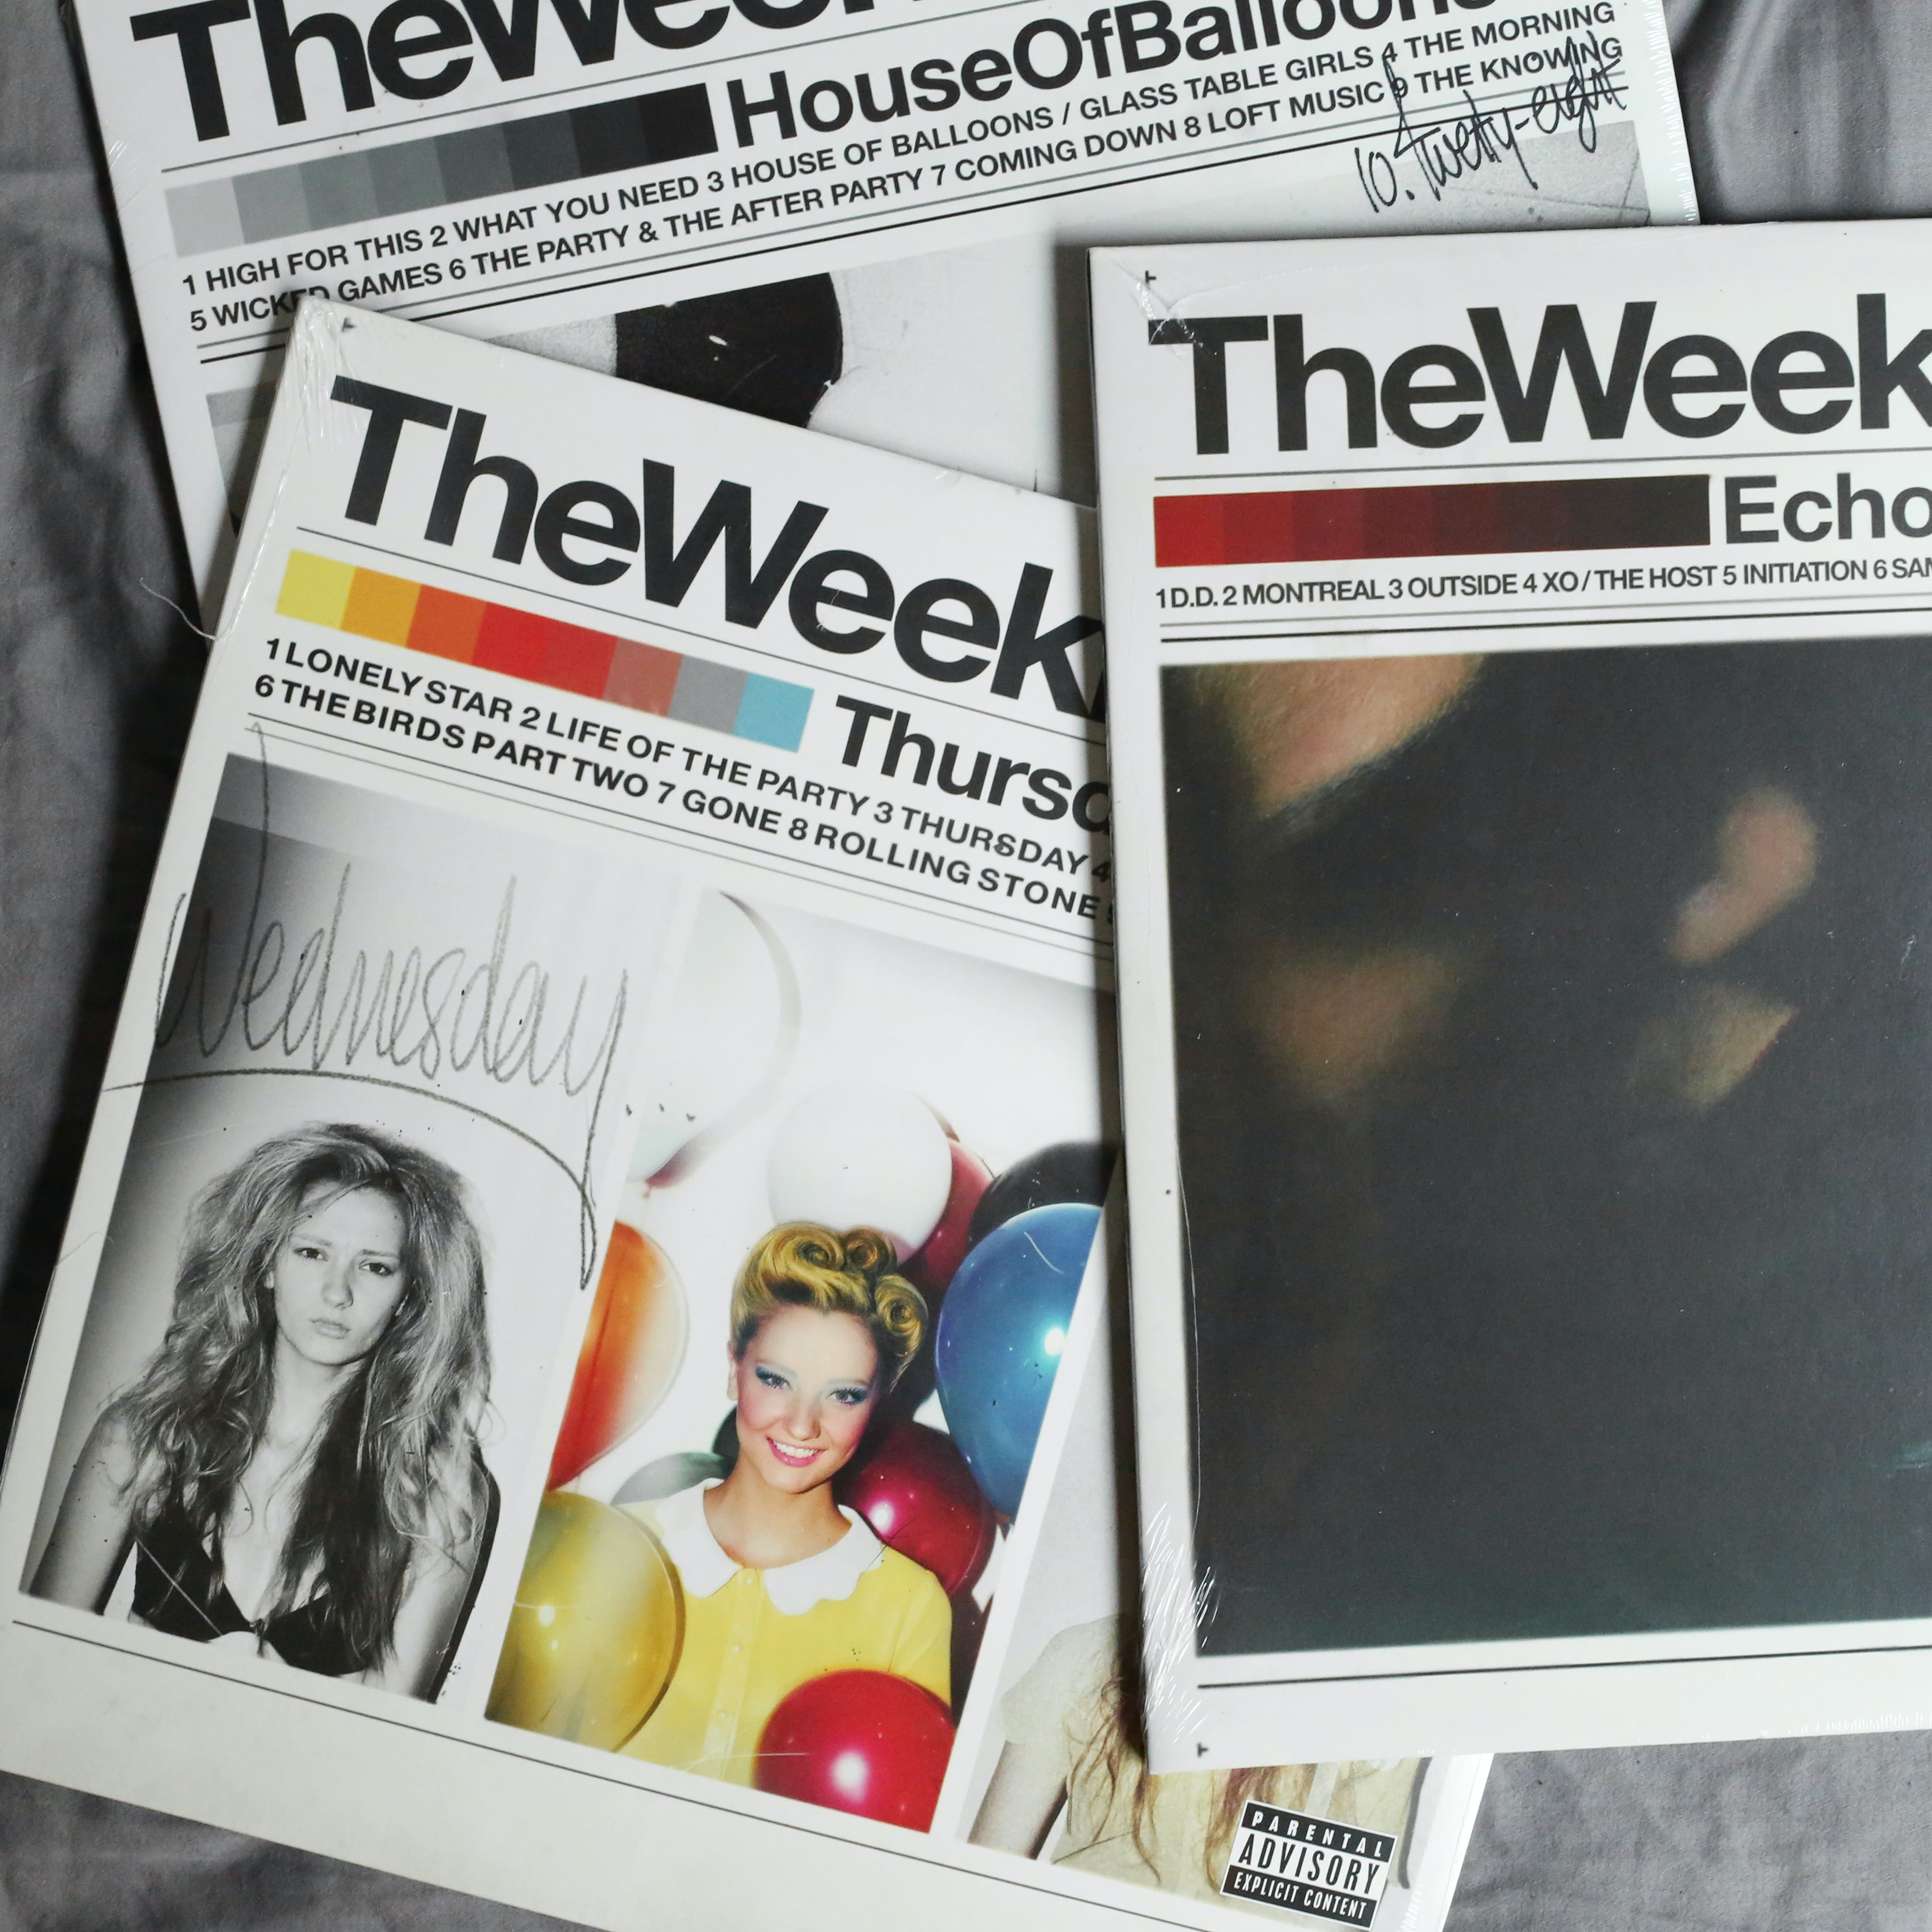 TheWeekn
HouseOfBalloons
1 HIGH FOR THIS 2 WHAT YOU NEED 3 HOUSE OF BALLOONS / GLASS TABLE GIRLS 4 THE MORNING
5 WICKED GAMES 6 THE PARTY & THE AFTER PARTY 7 COMING DOWN 8 LOFT MUSIC 9 THE KNOWING
10. Twenty-eight
TheWeekn
Thursd
1 LONELY STAR 2 LIFE OF THE PARTY 3 THURSDAY 4
6 THE BIRDS PART TWO 7 GONE 8 ROLLING STONE 9
Wednesday....
PARENTAL
ADVISORY
EXPLICIT CONTENT
TheWeek
Echo
1 D.D. 2 MONTREAL 3 OUTSIDE 4 XO / THE HOST 5 INITIATION 6 SAM